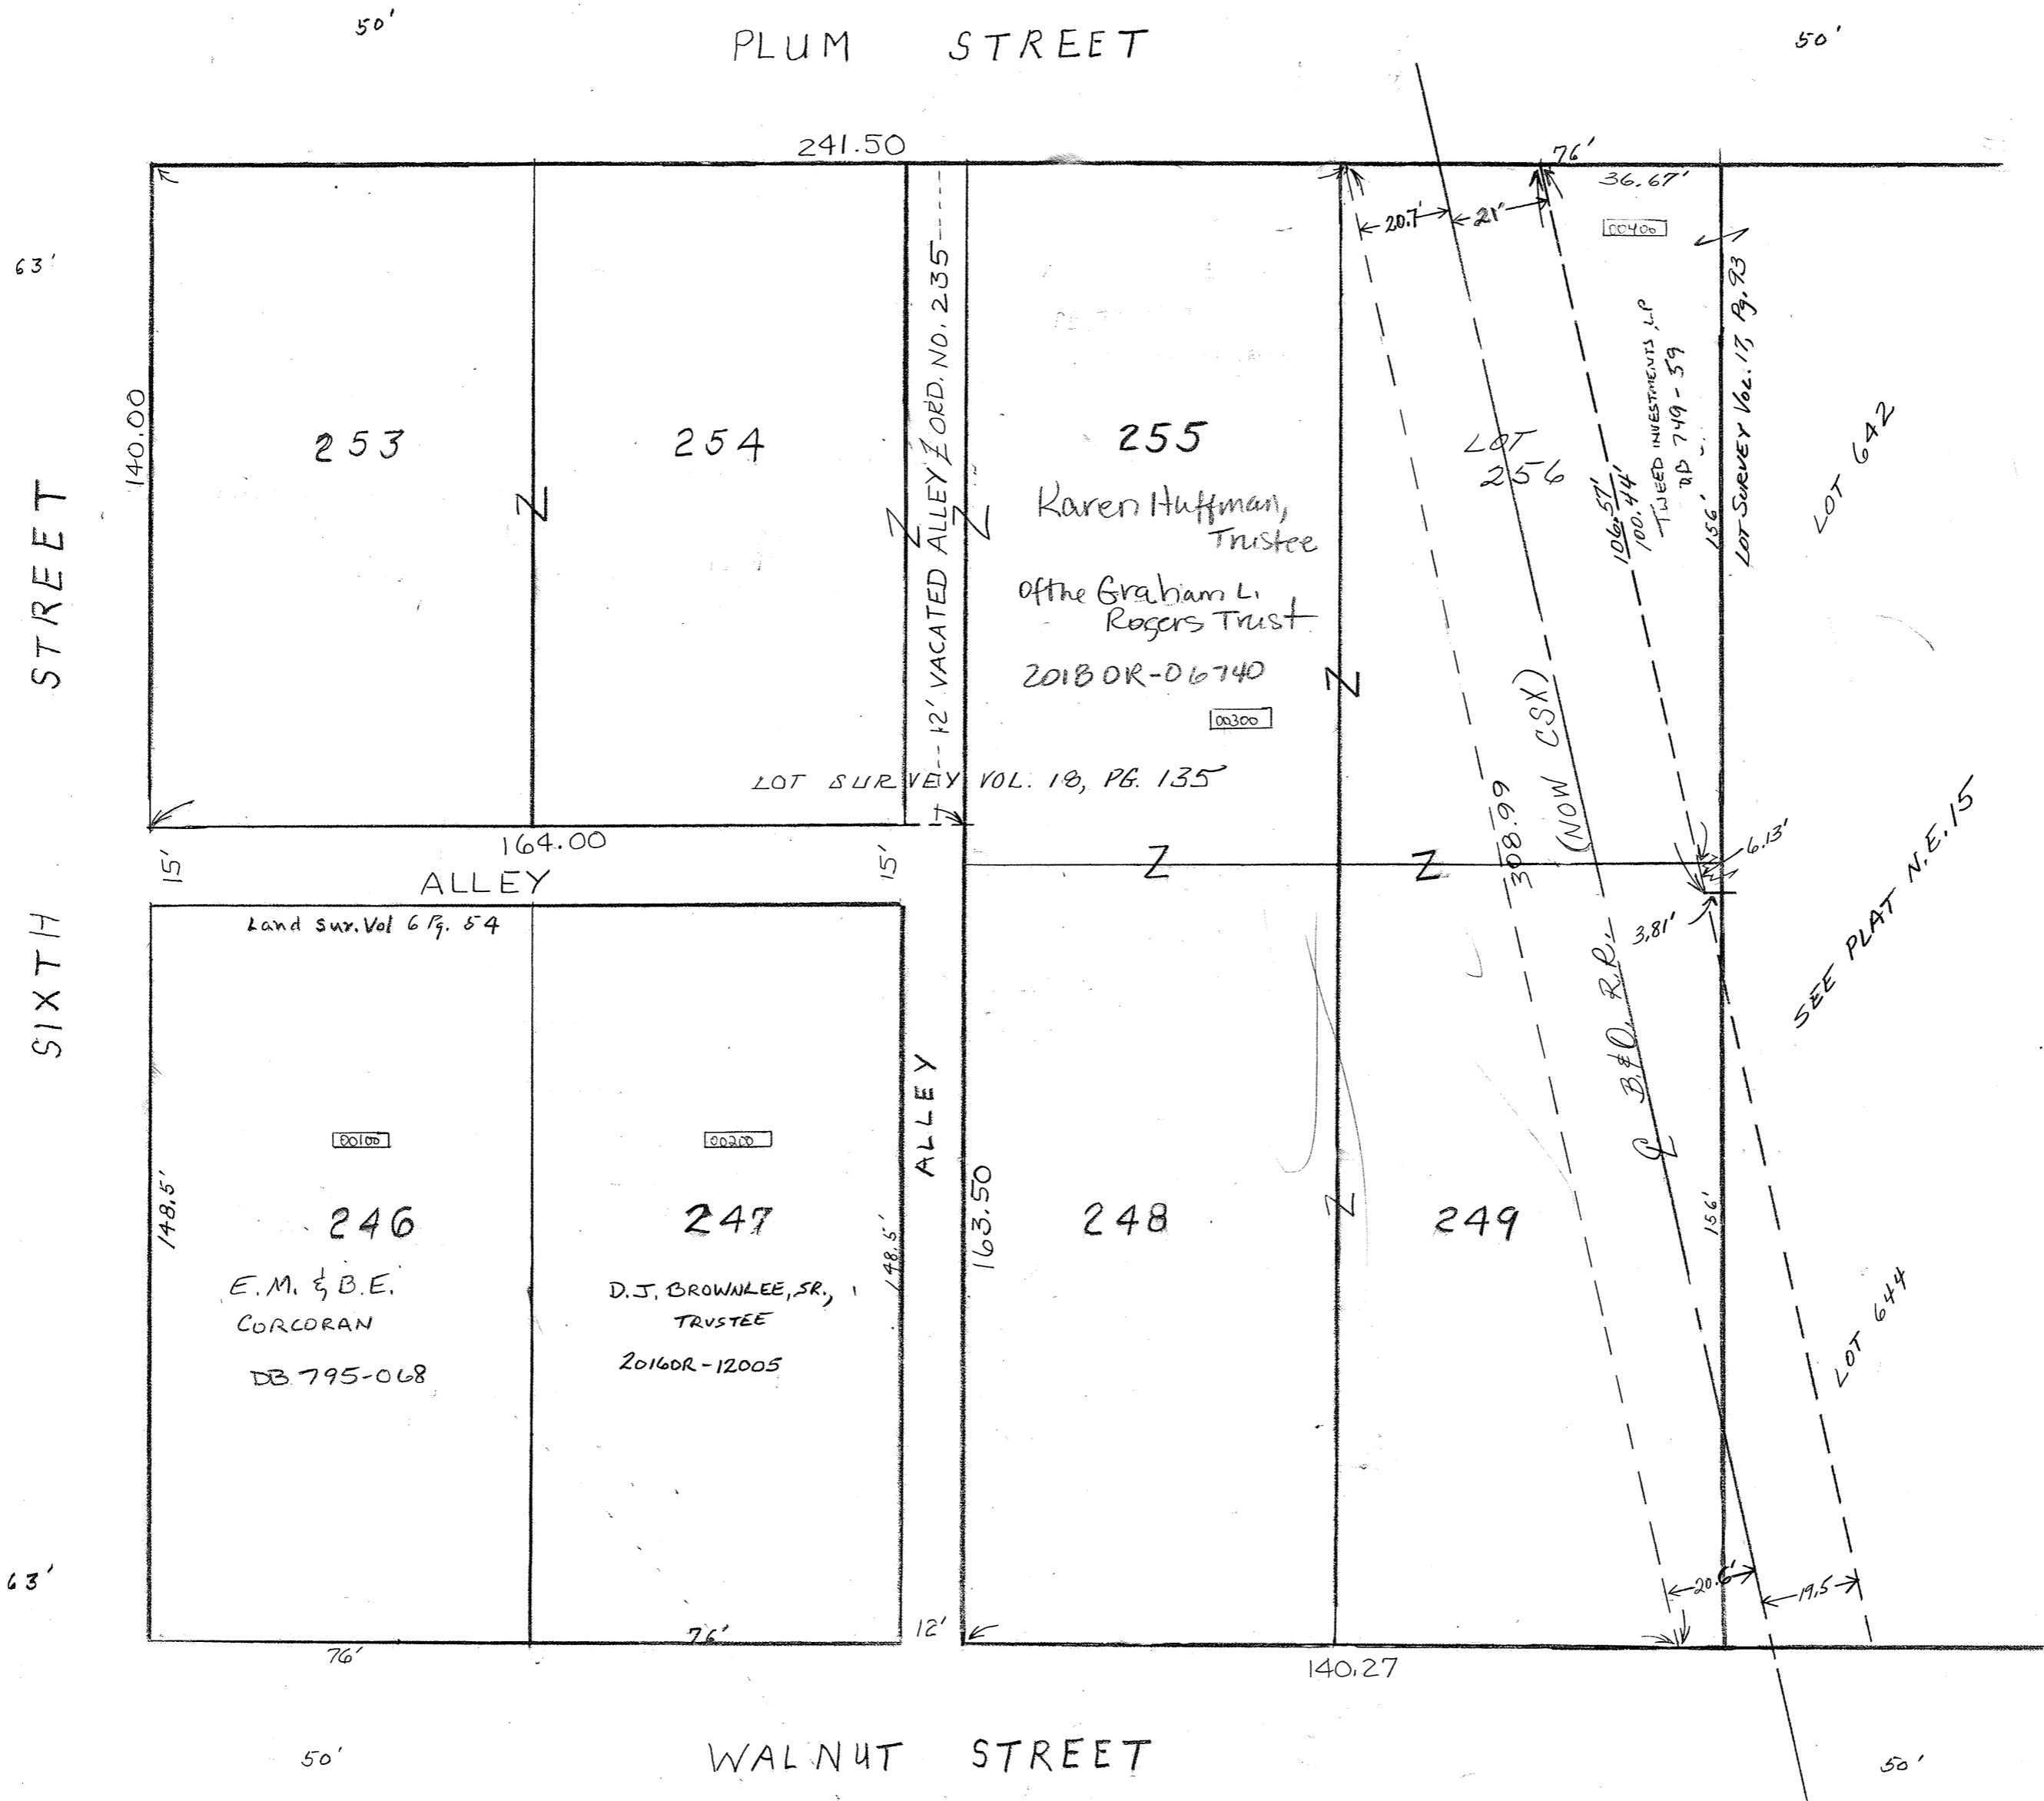 50'
PLUM STREET
50'
241.50
76'
36.67'
20.7'
21'
00400
63'
STREET
SIXTH
140.00
253
254
12' VACATED ALLEY Z ORD. NO. 235
Z
Z
Z
255
Karen Huffman,
Trustee
of the Graham L.
Rogers Trust
2018 OR-06740
00300
Z
LOT
256
106.57'
100.44'
TWEED INVESTMENTS, LP
DB 749-59
156'
LOT SURVEY VOL. 17, Pg. 93
LOT 642
LOT SURVEY VOL. 18, PG. 135
164.00
15'
15'
ALLEY
Z
Z
308.99
(NOW CSX)
B.&O. R.R.
6.13'
3.81'
SEE PLAT N.E. 15
Land Sur. Vol 6 Pg. 54
00100
00200
148.5'
246
E.M. & B.E.
CORCORAN
DB 795-068
247
D.J. BROWNLEE, SR.,
TRUSTEE
2016OR-12005
148.5'
ALLEY
163.50
248
Z
249
156'
LOT 644
63'
20.6'
19.5
76'
76'
12'
140.27
50'
WALNUT STREET
50'